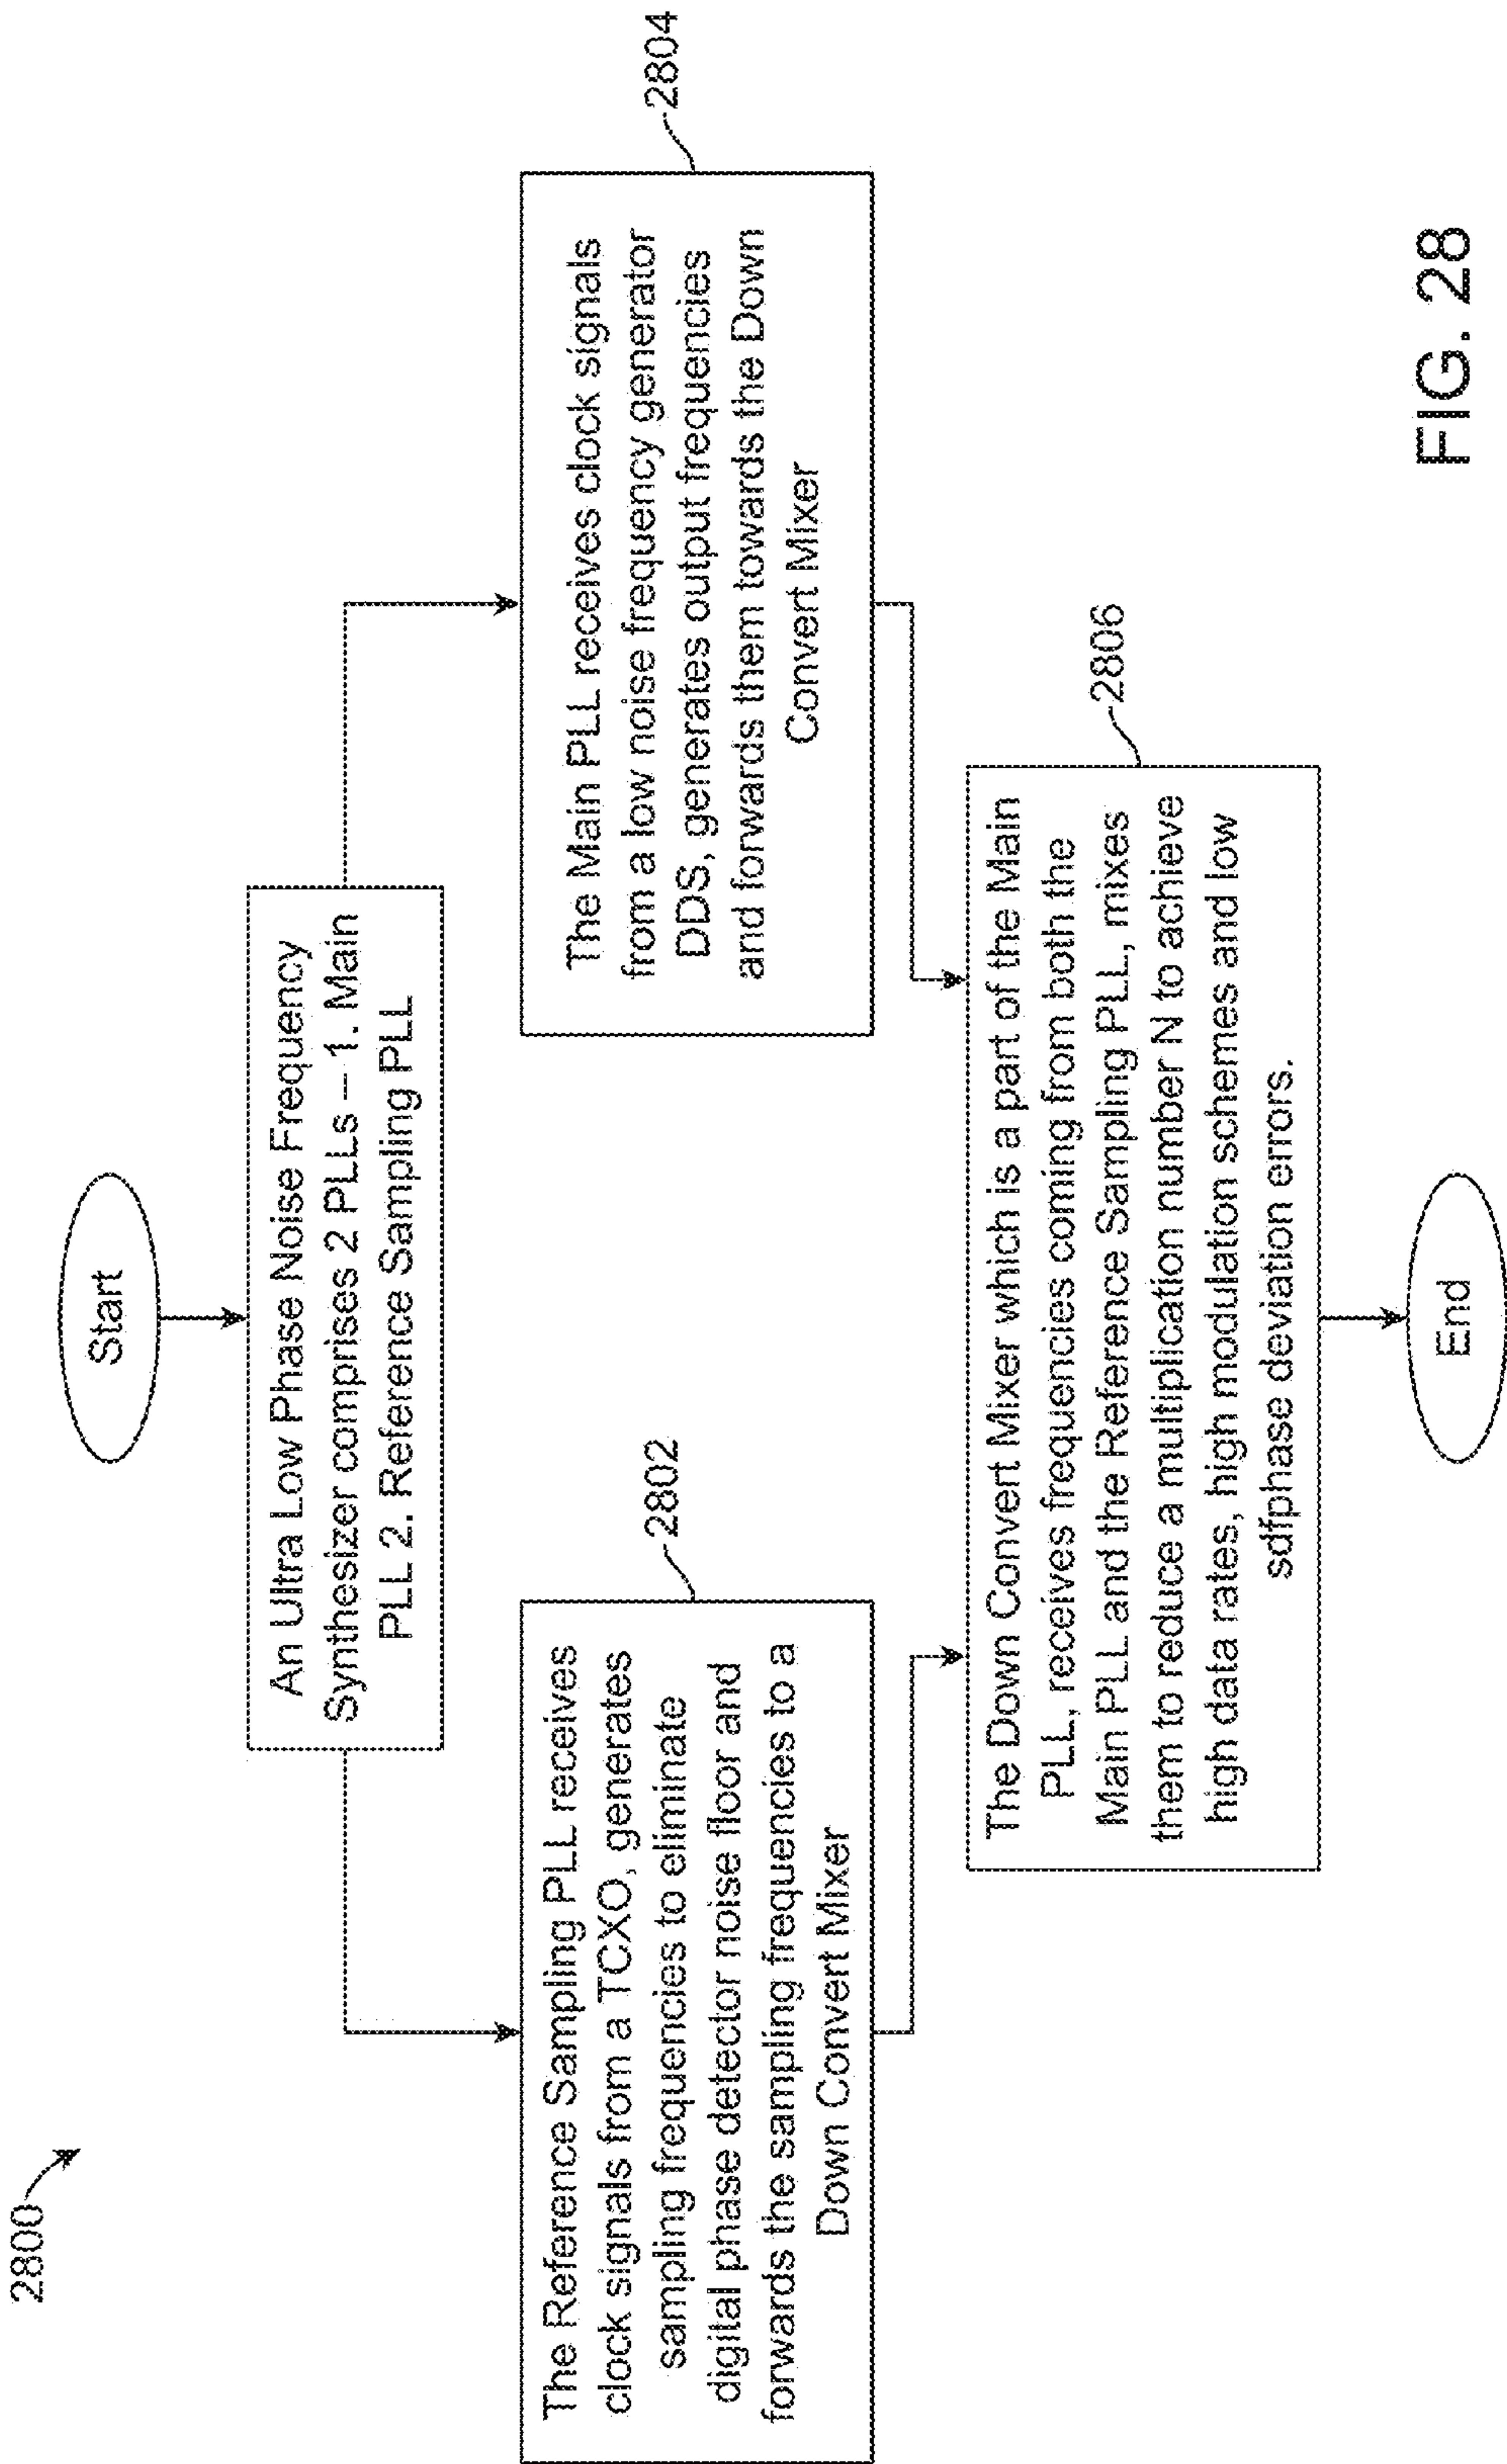 2800
Start
An Ultra Low Phase Noise Frequency
Synthesizer comprises 2 PLLs – 1. Main
PLL 2. Reference Sampling PLL
2802
The Reference Sampling PLL receives
clock signals from a TCXO, generates
sampling frequencies to eliminate
digital phase detector noise floor and
forwards the sampling frequencies to a
Down Convert Mixer
2804
The Main PLL receives clock signals
from a low noise frequency generator
DDS, generates output frequencies
and forwards them towards the Down
Convert Mixer
2806
The Down Convert Mixer which is a part of the Main
PLL, receives frequencies coming from both the
Main PLL and the Reference Sampling PLL, mixes
them to reduce a multiplication number N to achieve
high data rates, high modulation schemes and low
sdfphase deviation errors.
End
FIG. 28